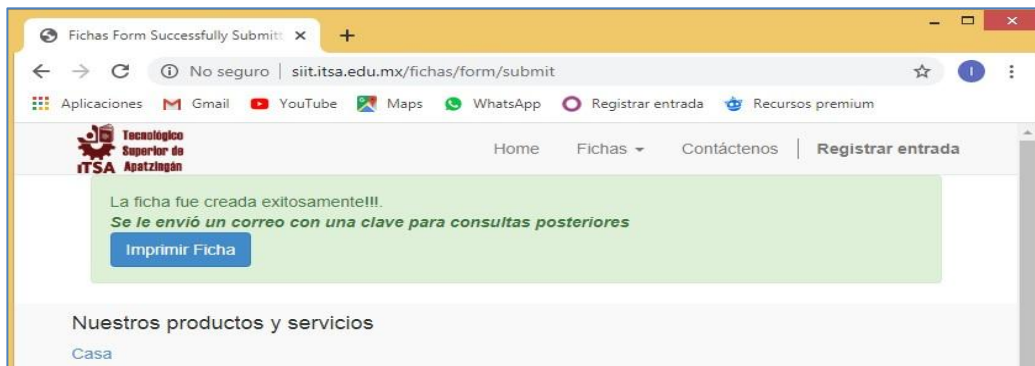 Fichas Form Successfully Submitt
No seguro | siit.itsa.edu.mx/fichas/form/submit
I
Aplicaciones Gmail YouTube Maps WhatsApp Registrar entrada Recursos premium
Tecnológico
Superior de
iTSA Apatzingán
Home Fichas Contáctenos | Registrar entrada
La ficha fue creada exitosamente!!!.
Se le envió un correo con una clave para consultas posteriores
Imprimir Ficha
Nuestros productos y servicios
Casa